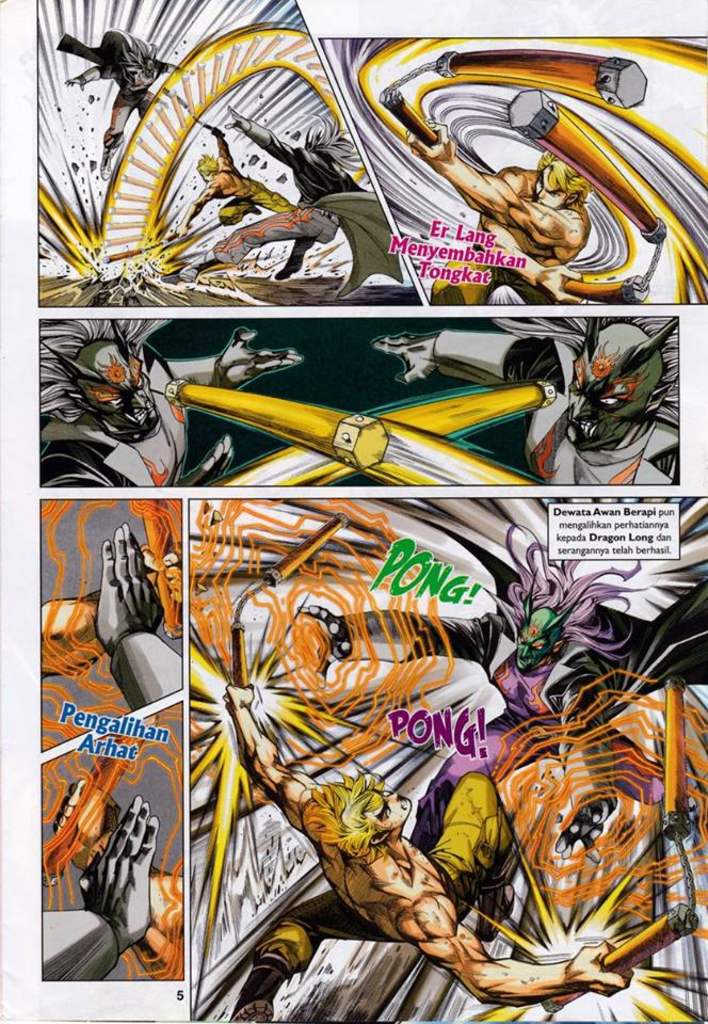 Er Lang
Menyembahkan
Tongkat
Dewata Awan Berapi pun
mengalihkan perhatiannya
kepada Dragon Long dan
serangannya telah berhasil.
PONG!
Pengalihan
Arhat
PONG!
5